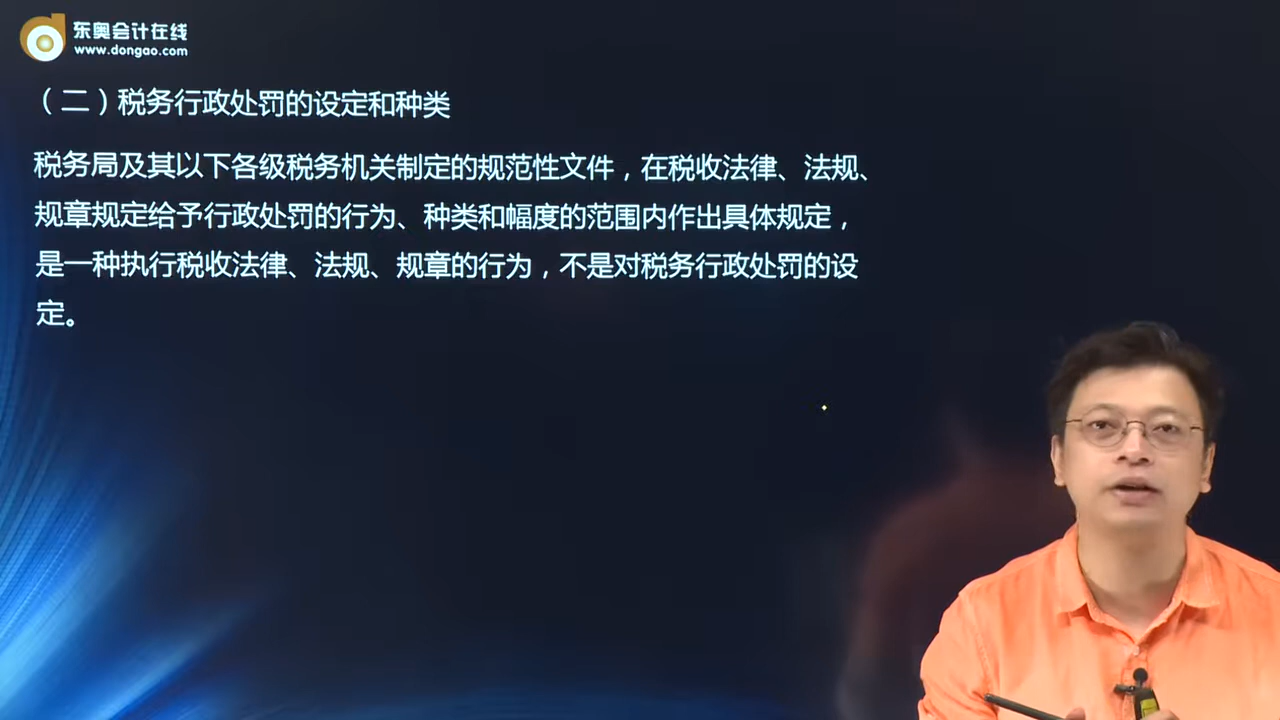 东奥会计在线
www.dongao.com
（二）税务行政处罚的设定和种类
税务局及其以下各级税务机关制定的规范性文件，在税收法律、法规、
规章规定给予行政处罚的行为、种类和幅度的范围内作出具体规定，
是一种执行税收法律、法规、规章的行为，不是对税务行政处罚的设
定。